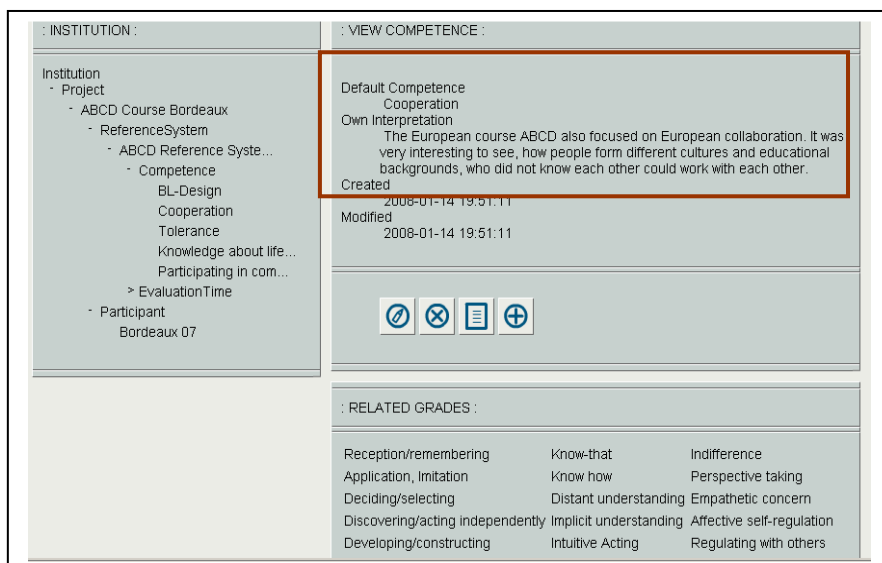 : INSTITUTION :
Institution
- Project
- ABCD Course Bordeaux
- ReferenceSystem
- ABCD Reference Syste...
- Competence
BL-Design
Cooperation
Tolerance
Knowledge about life...
Participating in com...
> EvaluationTime
- Participant
Bordeaux 07
: VIEW COMPETENCE :
Default Competence
Cooperation
Own Interpretation
The European course ABCD also focused on European collaboration. It was
very interesting to see, how people form different cultures and educational
backgrounds, who did not know each other could work with each other.
Created
2008-01-14 19:51:11
Modified
2008-01-14 19:51:11
: RELATED GRADES :
Reception/remembering Know-that Indifference
Application, Imitation Know how Perspective taking
Deciding/selecting Distant understanding Empathetic concern
Discovering/acting independently Implicit understanding Affective self-regulation
Developing/constructing Intuitive Acting Regulating with others